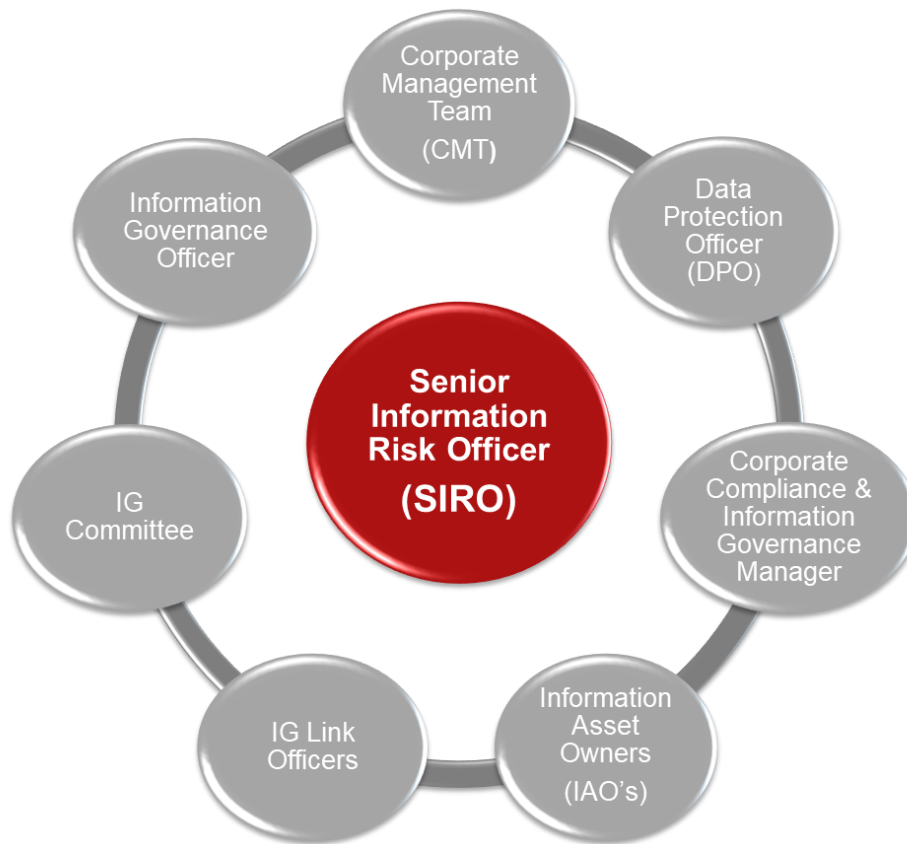 Corporate
Management
Team
(CMT)
Data
Protection
Officer
(DPO)
Corporate
Compliance &
Information
Governance
Manager
Information
Asset
Owners
(IAO's)
IG Link
Officers
IG
Committee
Information
Governance
Officer
Senior
Information
Risk Officer
(SIRO)